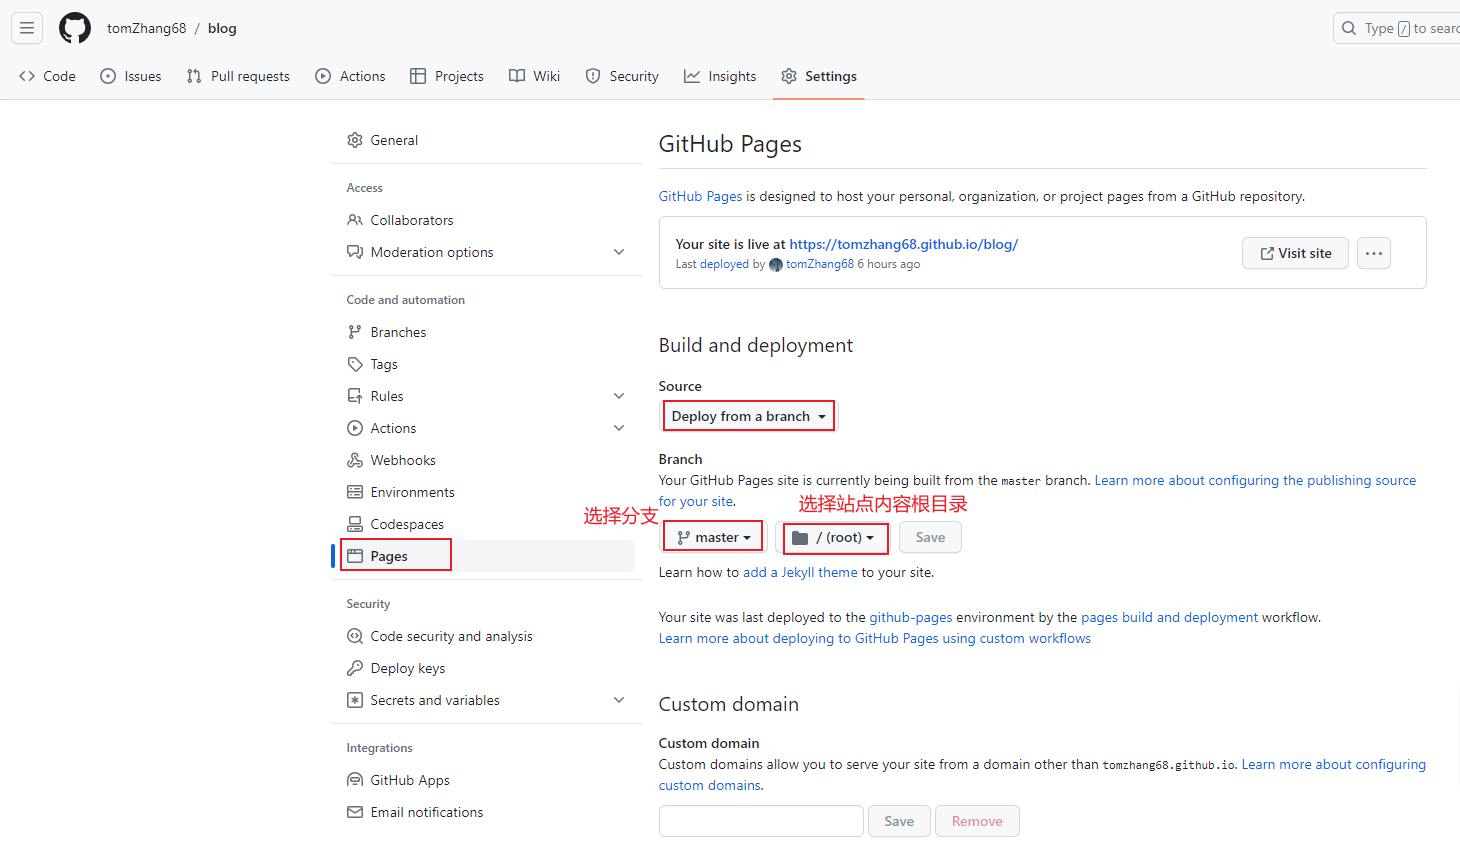 tomZhang68 / blog
Type / to searc
Code Issues Pull requests Actions Projects Wiki Security Insights Settings
General
Access
Collaborators
Moderation options
Code and automation
Branches
Tags
Rules
Actions
Webhooks
Environments
Codespaces
Pages
Security
Code security and analysis
Deploy keys
Secrets and variables
Integrations
GitHub Apps
Email notifications
GitHub Pages
GitHub Pages is designed to host your personal, organization, or project pages from a GitHub repository.
Your site is live at https://tomzhang68.github.io/blog/
Last deployed by tomZhang68 6 hours ago
Visit site
Build and deployment
Source
Deploy from a branch
Branch
Your GitHub Pages site is currently being built from the master branch. Learn more about configuring the publishing source
for your site.
选择站点内容根目录
选择分支
master / (root) Save
Learn how to add a Jekyll theme to your site.
Your site was last deployed to the github-pages environment by the pages build and deployment workflow.
Learn more about deploying to GitHub Pages using custom workflows
Custom domain
Custom domain
Custom domains allow you to serve your site from a domain other than tomzhang68.github.io. Learn more about configuring
custom domains.
Save Remove